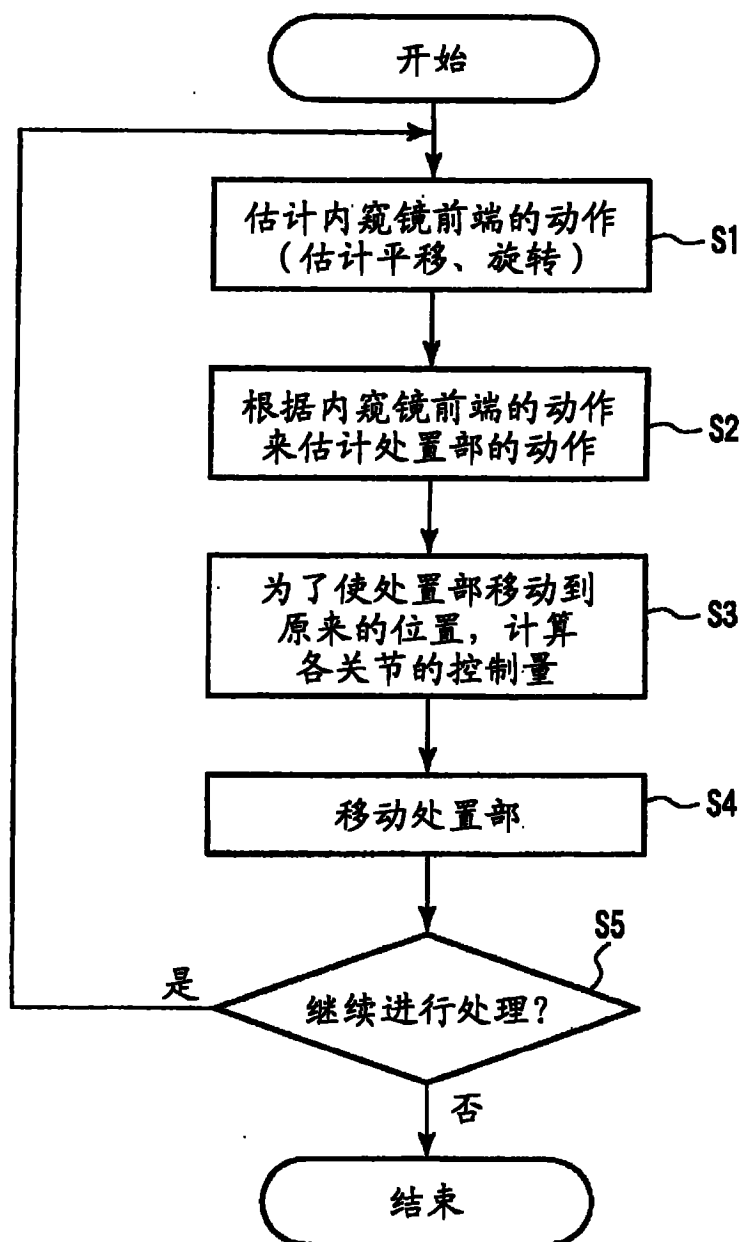 开始
估计内窥镜前端的动作
（估计平移、旋转）
S1
根据内窥镜前端的动作
来估计处置部的动作
S2
为了使处置部移动到
原来的位置，计算
各关节的控制量
S3
移动处置部
S4
S5
是
继续进行处理？
否
结束